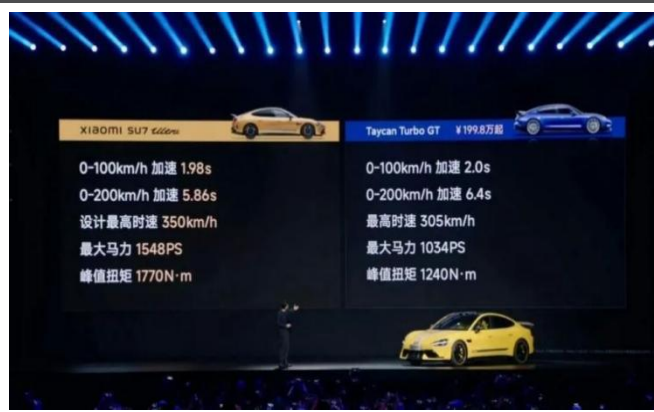 xiaomi SU7 Ultra
0-100km/h 加速 1.98s
0-200km/h 加速 5.86s
设计最高时速 350km/h
最大马力 1548PS
峰值扭矩 1770N·m
Taycan Turbo GT ¥199.8万起
0-100km/h 加速 2.0s
0-200km/h 加速 6.4s
最高时速 305km/h
最大马力 1034PS
峰值扭矩 1240N·m